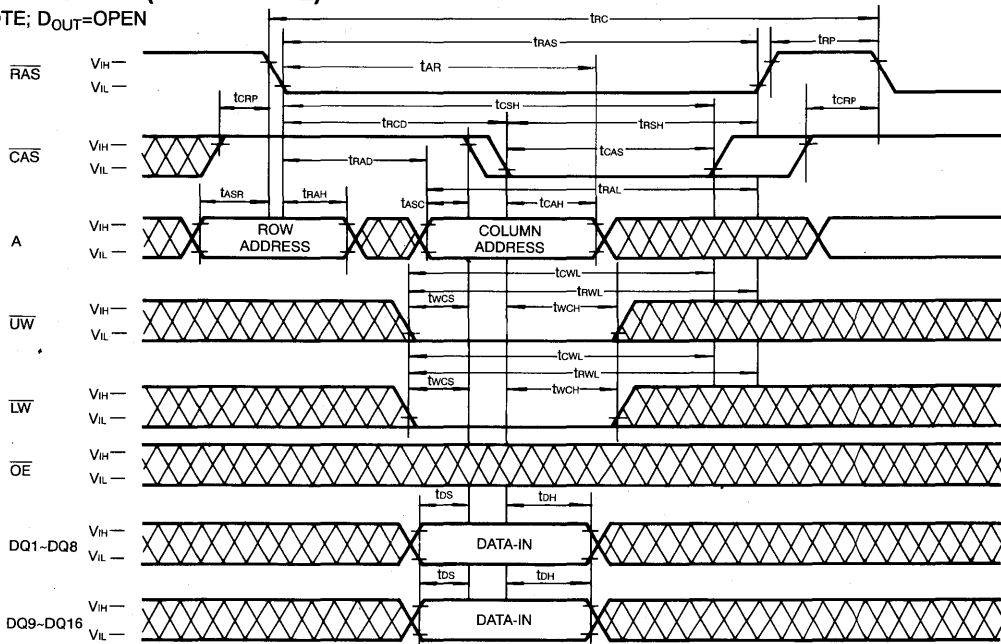 OTE; DOUT=OPEN
tRC
tRAS
tRP
tAR
RAS
VIH
VIL
tCRP
tCSH
tCRP
tRCD
tRSH
CAS
VIH
VIL
tRAD
tCAS
tRAL
tASR
tRAH
tASC
tCAH
A
VIH
VIL
ROW
ADDRESS
COLUMN
ADDRESS
tCWL
tRWL
tWCS
tWCH
UW
VIH
VIL
tCWL
tRWL
tWCS
tWCH
LW
VIH
VIL
OE
VIH
VIL
tDS
tDH
DQ1~DQ8
VIH
VIL
DATA-IN
tDS
tDH
DQ9~DQ16
VIH
VIL
DATA-IN